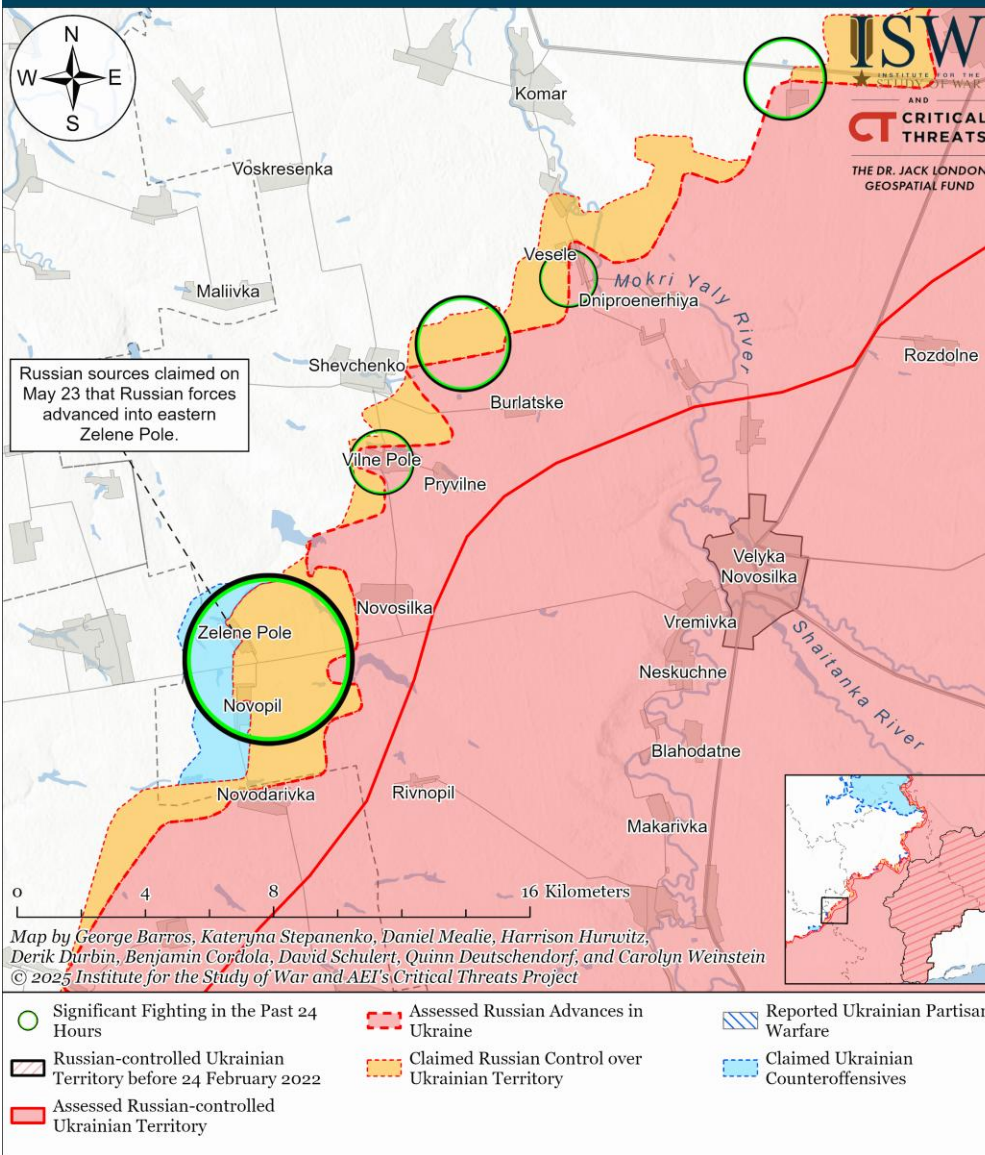 N
W
E
S
ISW
INSTITUTE FOR THE
STUDY OF WAR
AND
CT CRITICAL
THREATS
THE DR. JACK LONDON
GEOSPATIAL FUND
Komar
Voskresenka
Vesele
Mokri Yaly River
Maliivka
Dniproenerhiya
Rozdolne
Shevchenko
Burlatske
Russian sources claimed on
May 23 that Russian forces
advanced into eastern
Zelene Pole.
Vilne Pole
Pryvilne
Velyka
Novosilka
Novosilka
Zelene Pole
Vremivka
Shaitanka River
Neskuchne
Novopil
Blahodatne
Novodarivka
Rivnopil
Makarivka
0 4 8 16 Kilometers
Map by George Barros, Kateryna Stepanenko, Daniel Mealie, Harrison Hurwitz,
Derik Durbin, Benjamin Cordola, David Schulert, Quinn Deutschendorf, and Carolyn Weinstein
© 2025 Institute for the Study of War and AEI's Critical Threats Project
Significant Fighting in the Past 24
Hours
Russian-controlled Ukrainian
Territory before 24 February 2022
Assessed Russian-controlled
Ukrainian Territory
Assessed Russian Advances in
Ukraine
Claimed Russian Control over
Ukrainian Territory
Reported Ukrainian Partisan
Warfare
Claimed Ukrainian
Counteroffensives